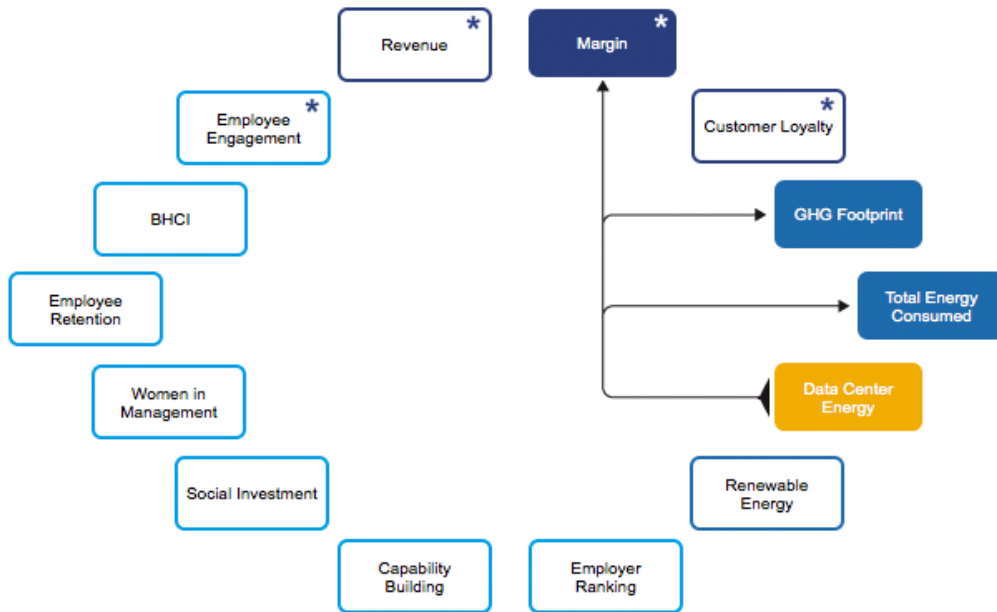 Revenue *
Margin *
Employee *
Engagement
Customer Loyalty *
BHCI
GHG Footprint
Employee
Retention
Total Energy
Consumed
Women in
Management
Data Center
Energy
Social Investment
Renewable
Energy
Capability
Building
Employer
Ranking